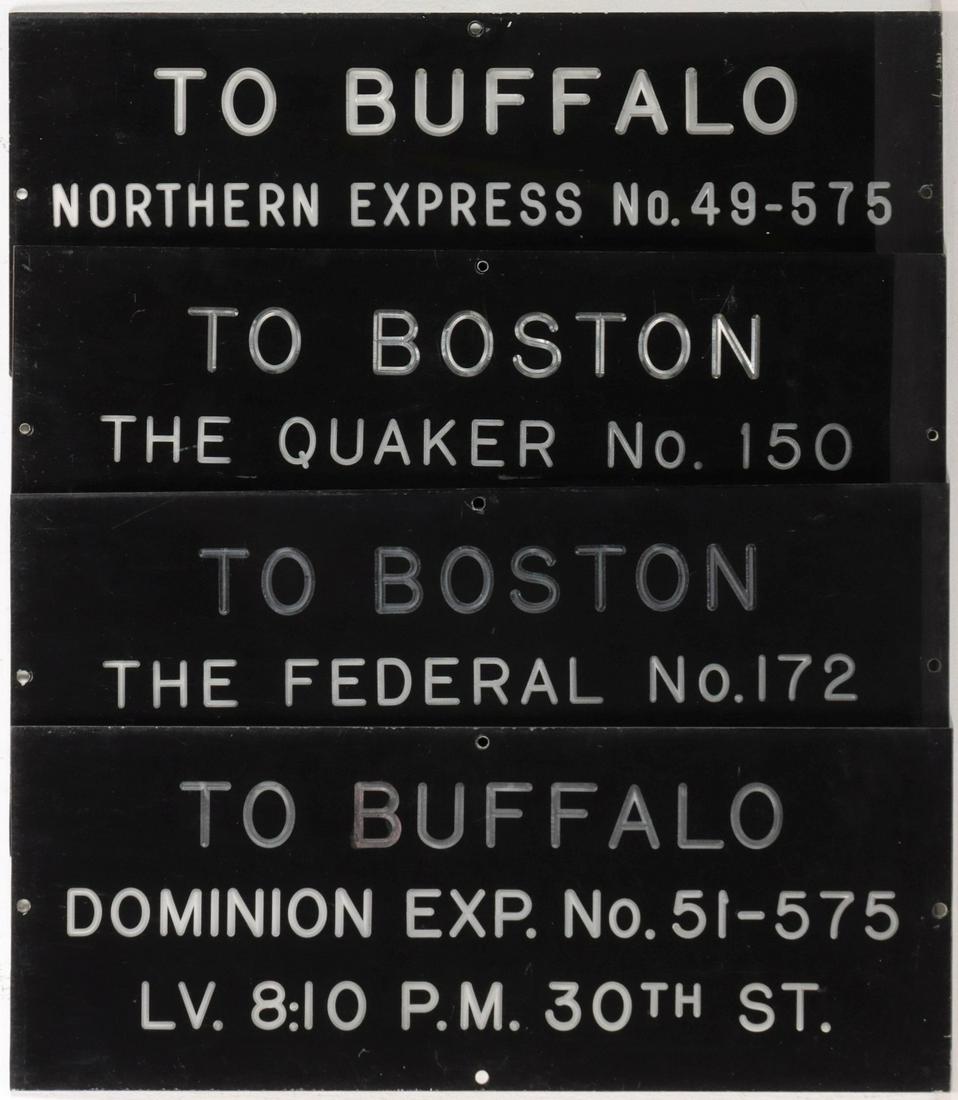 TO BUFFALO
NORTHERN EXPRESS No. 49-575
TO BOSTON
THE QUAKER No. 150
TO BOSTON
THE FEDERAL No. 172
TO BUFFALO
DOMINION EXP. No. 51-575
LV. 8:10 P.M. 30TH ST.